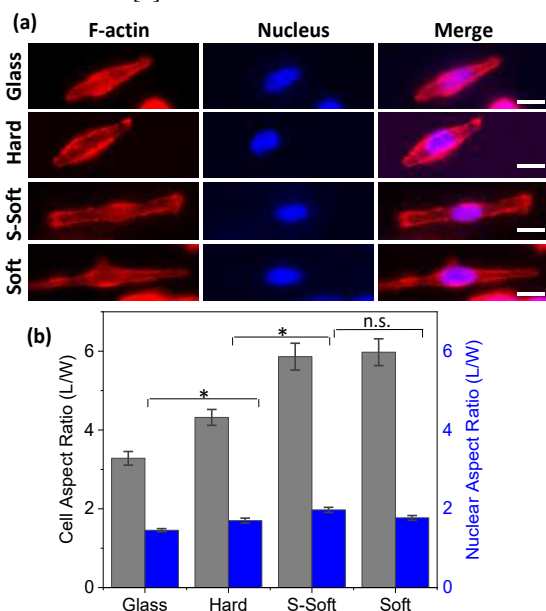 (a)
F-actin Nucleus Merge
Glass
Hard
S-Soft
Soft
(b)
n.s.
*
*
6 6
4 4
2 2
0 0
Cell Aspect Ratio (L/W)
Nuclear Aspect Ratio (L/W)
Glass Hard S-Soft Soft